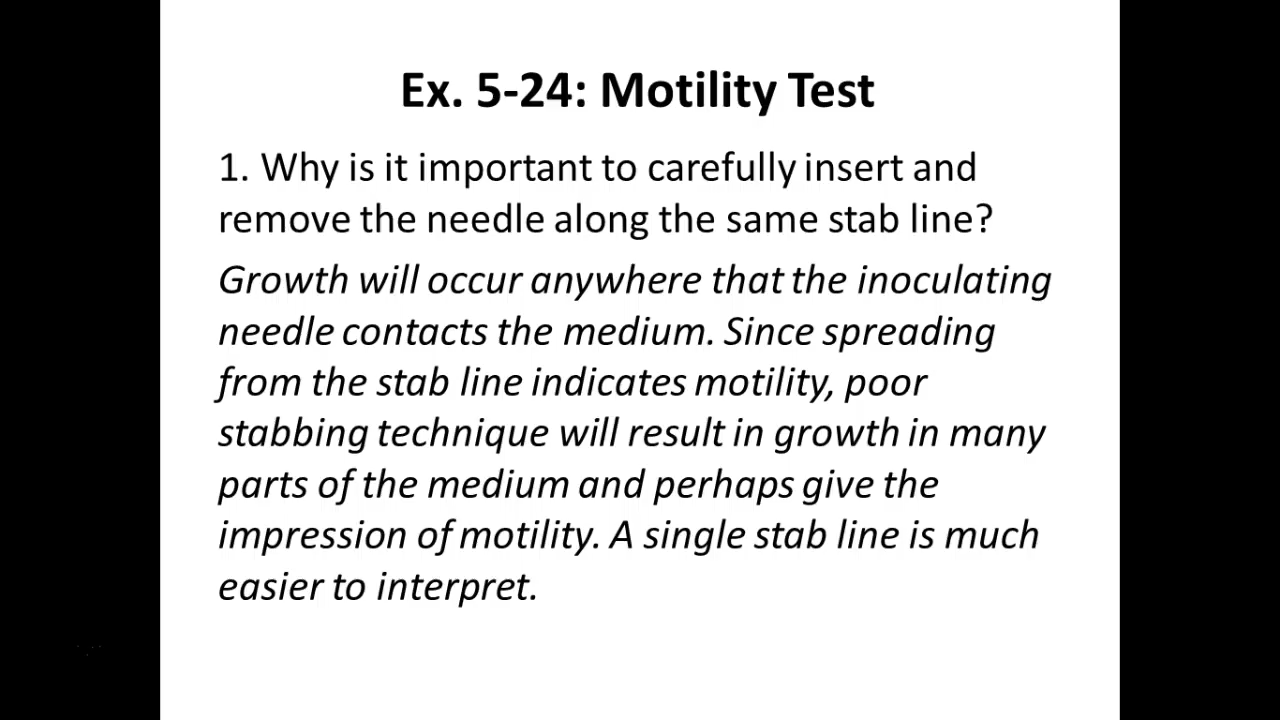 Ex. 5-24: Motility Test
1. Why is it important to carefully insert and
remove the needle along the same stab line?
Growth will occur anywhere that the inoculating
needle contacts the medium. Since spreading
from the stab line indicates motility, poor
stabbing technique will result in growth in many
parts of the medium and perhaps give the
impression of motility. A single stab line is much
easier to interpret.